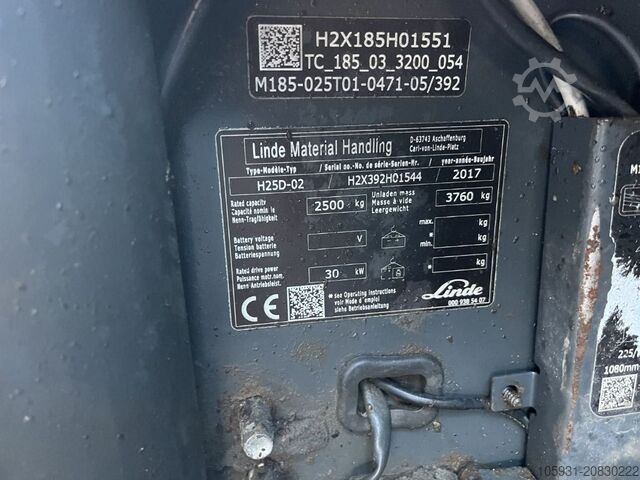 H2X185H01551
TC_185_03_3200_054
M185-025T01-0471-05/392
Linde Material Handling
D-63743 Aschaffenburg
Carl-von-Linde-Platz
Type-Modèle-Typ / Serial no.-No. de série-Serien-Nr. / year-année-Baujahr
H25D-02 / H2X392H01544 / 2017
Rated capacity
Capacité nominale
Nenn-Tragfähigkeit
2500 kg
Unladen mass
Masse à vide
Leergewicht
3760 kg
Battery voltage
Tension batterie
Batteriespannung
V
max. kg
* min. kg
Rated drive power
Puissance motr.nom.
Nenn-Antriebsleist.
30 kW
* kg
CE
* see Operating instructions
voir Mode d'emploi
siehe Betriebsanleitung
Linde
000 938 54 07
225/
1080mm
105931-20830222